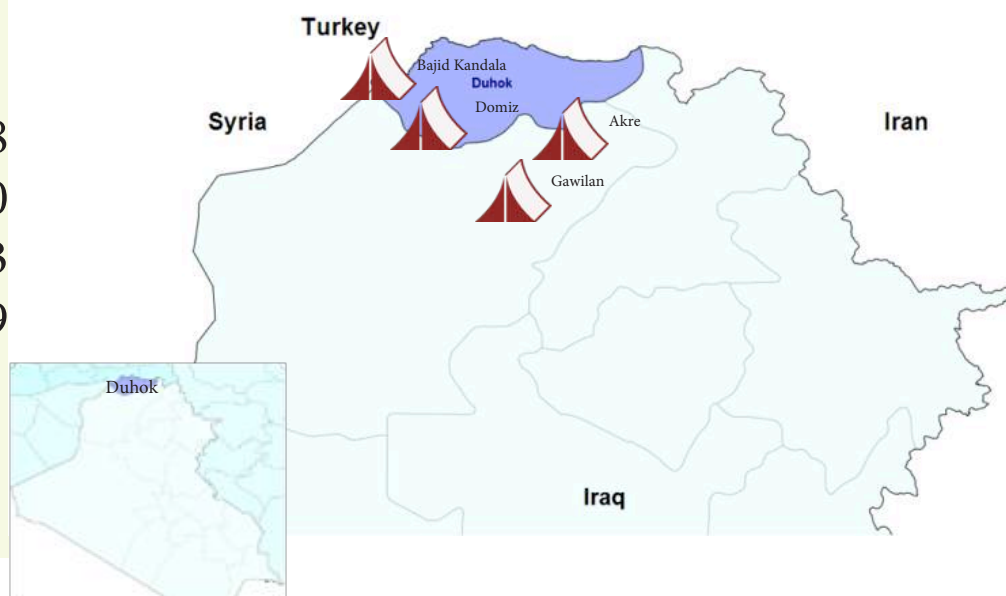 Turkey
Bajid Kandala
Duhok
Domiz
Syria
Akre
Iran
Gawilan
Duhok
Iraq